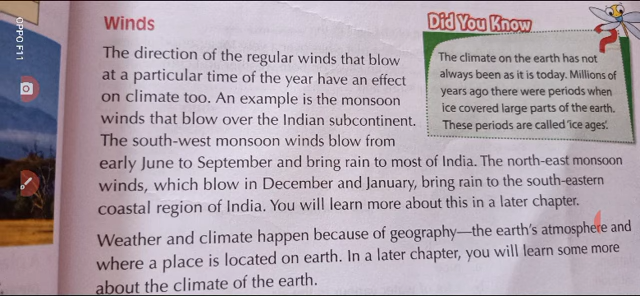 Winds
The direction of the regular winds that blow
at a particular time of the year have an effect
on climate too. An example is the monsoon
winds that blow over the Indian subcontinent.
The south-west monsoon winds blow from
early June to September and bring rain to most of India. The north-east monsoon
winds, which blow in December and January, bring rain to the south-eastern
coastal region of India. You will learn more about this in a later chapter.
Weather and climate happen because of geography—the earth's atmosphere and
where a place is located on earth. In a later chapter, you will learn some more
about the climate of the earth.
Did You Know
?
The climate on the earth has not
always been as it is today. Millions of
years ago there were periods when
ice covered large parts of the earth.
These periods are called 'ice ages'.
OPPO F11